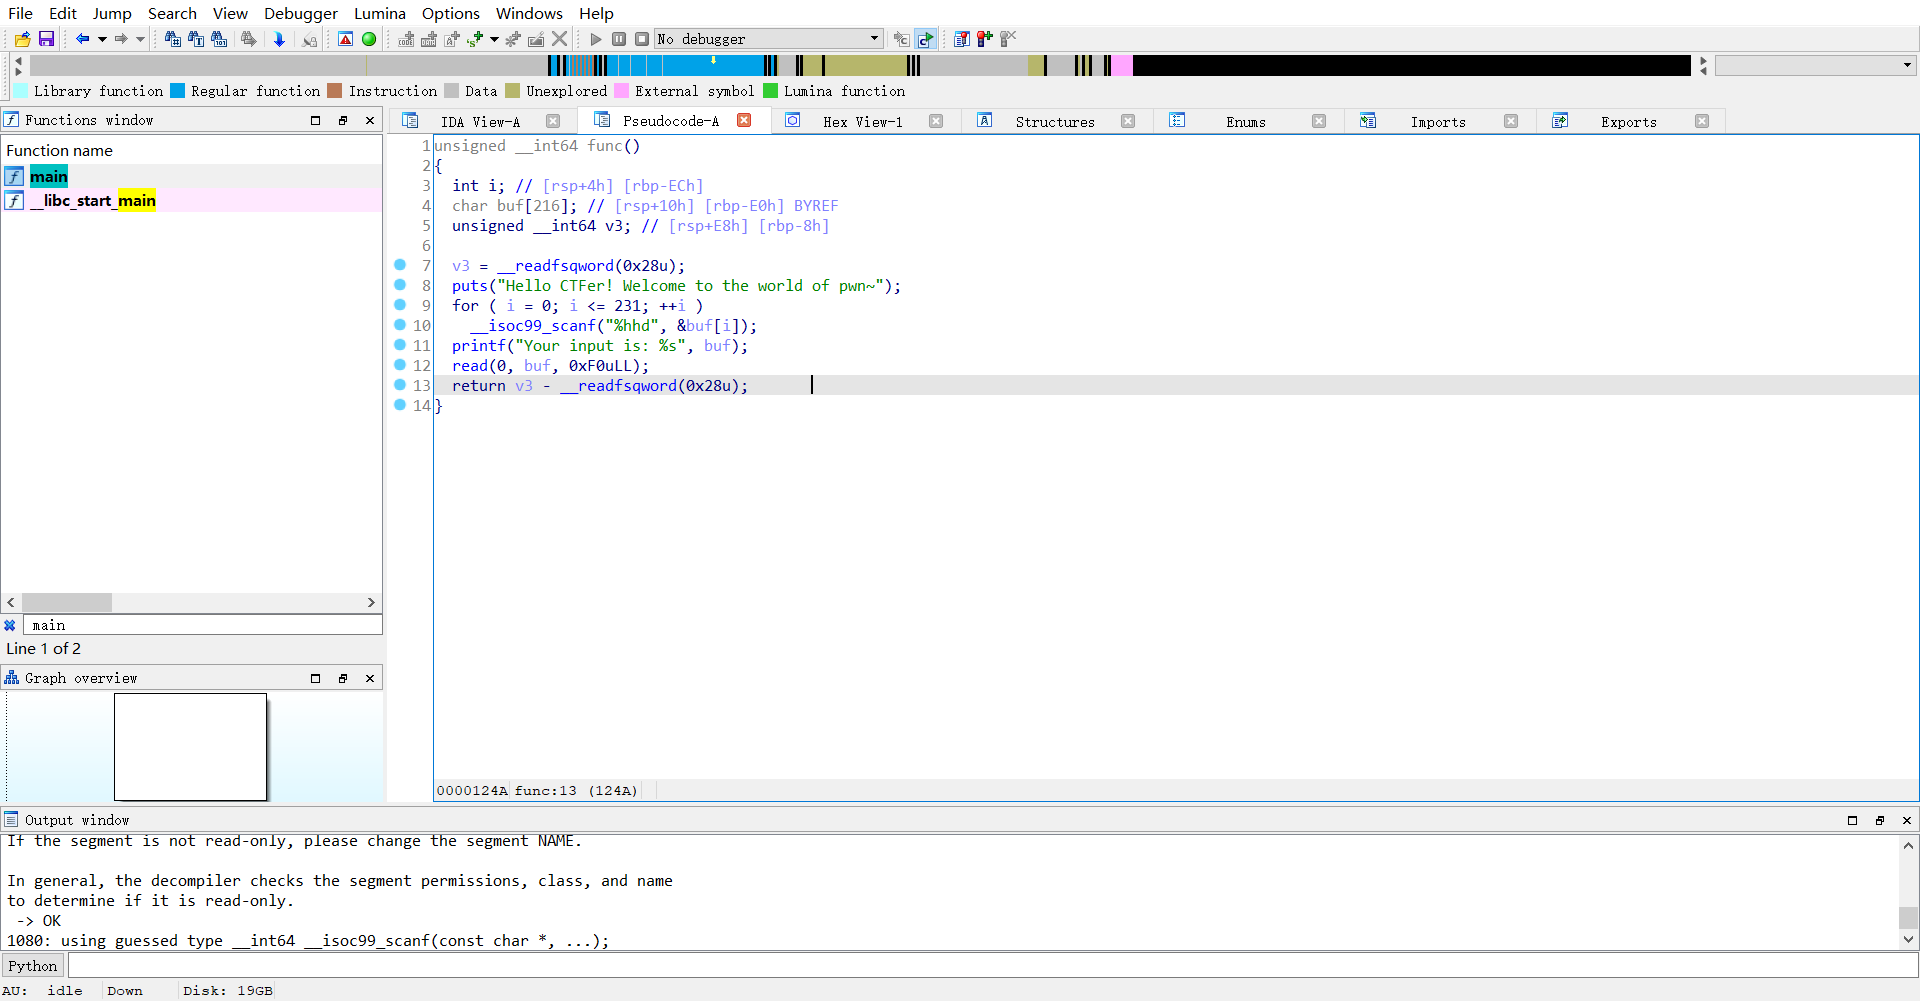 File Edit Jump Search View Debugger Lumina Options Windows Help
No debugger
Library function Regular function Instruction Data Unexplored External symbol Lumina function
Functions window
Function name
main
__libc_start_main
main
Line 1 of 2
Graph overview
IDA View-A Pseudocode-A Hex View-1 Structures Enums Imports Exports
1 unsigned __int64 func()
2 {
3 int i; // [rsp+4h] [rbp-ECh]
4 char buf[216]; // [rsp+10h] [rbp-E0h] BYREF
5 unsigned __int64 v3; // [rsp+E8h] [rbp-8h]
6
7 v3 = __readfsqword(0x28u);
8 puts("Hello CTFer! Welcome to the world of pwn~");
9 for ( i = 0; i <= 231; ++i )
10 __isoc99_scanf("%hhd", &buf[i]);
11 printf("Your input is: %s", buf);
12 read(0, buf, 0xF0uLL);
13 return v3 - __readfsqword(0x28u);
14 }
0000124A func:13 (124A)
Output window
If the segment is not read-only, please change the segment NAME.
In general, the decompiler checks the segment permissions, class, and name
to determine if it is read-only.
-> OK
1080: using guessed type __int64 __isoc99_scanf(const char *, ...);
Python
AU: idle Down Disk: 19GB